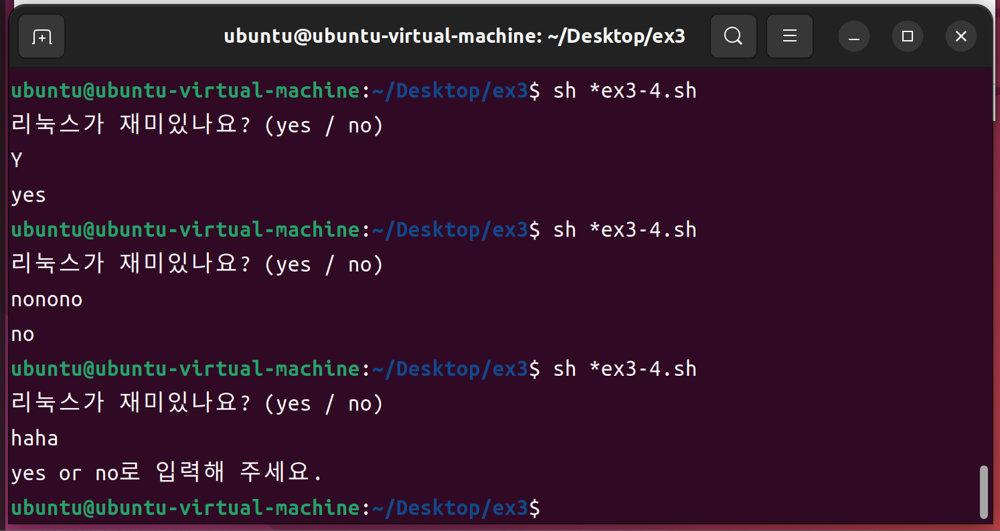 ubuntu@ubuntu-virtual-machine: ~/Desktop/ex3
ubuntu@ubuntu-virtual-machine:~/Desktop/ex3$ sh *ex3-4.sh
리눅스가 재미있나요? (yes / no)
Y
yes
ubuntu@ubuntu-virtual-machine:~/Desktop/ex3$ sh *ex3-4.sh
리눅스가 재미있나요? (yes / no)
nonono
no
ubuntu@ubuntu-virtual-machine:~/Desktop/ex3$ sh *ex3-4.sh
리눅스가 재미있나요? (yes / no)
haha
yes or no로 입력해 주세요.
ubuntu@ubuntu-virtual-machine:~/Desktop/ex3$